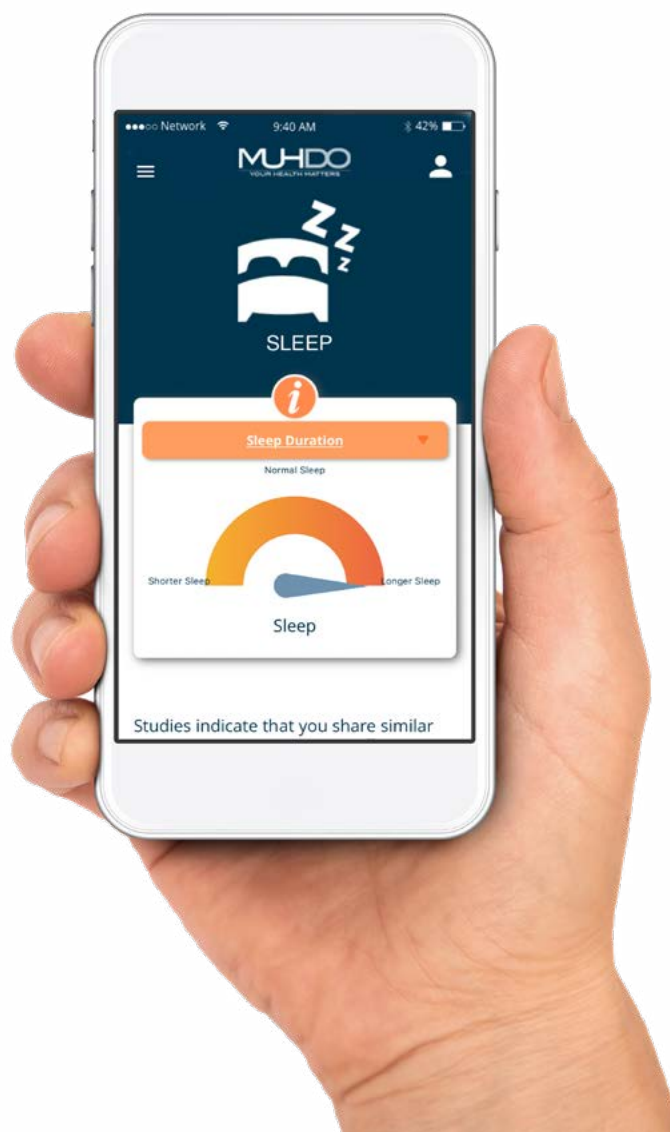 Network 9:40 AM 42%
MUHDO
YOUR HEALTH MATTERS
Z Z Z
SLEEP
i
Sleep Duration
Normal Sleep
Shorter Sleep Longer Sleep
Sleep
Studies indicate that you share similar